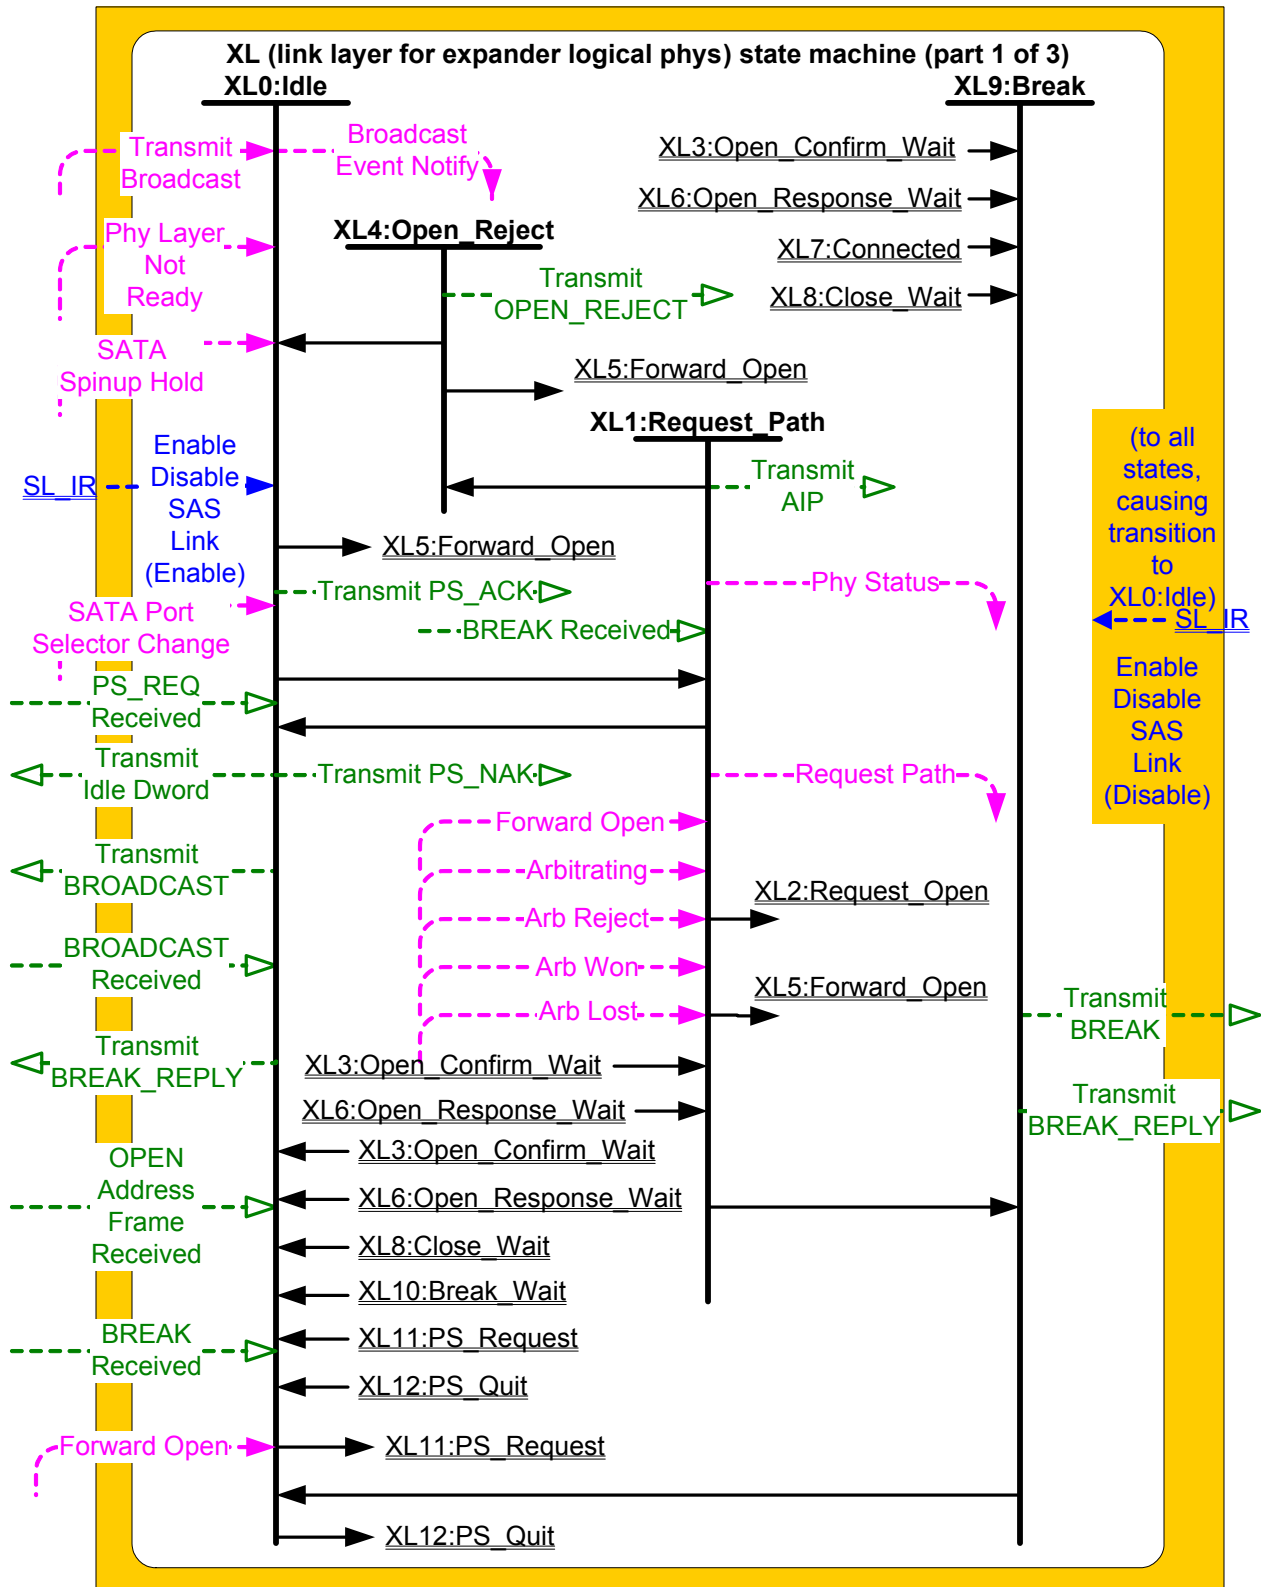 XL (link layer for expander logical phys) state machine (part 1 of 3)
XL0:Idle
XL9:Break
Transmit
Broadcast
Broadcast
Event Notify
XL3:Open_Confirm_Wait
XL6:Open_Response_Wait
XL7:Connected
XL8:Close_Wait
Phy Layer
Not
Ready
XL4:Open_Reject
Transmit
OPEN_REJECT
SATA
Spinup Hold
XL5:Forward_Open
XL1:Request_Path
Enable
Disable
SAS
Link
(Enable)
SL_IR
Transmit
AIP
(to all
states,
causing
transition
to
XL0:Idle)
SL_IR
Enable
Disable
SAS
Link
(Disable)
XL5:Forward_Open
Transmit PS_ACK
Phy Status
SATA Port
Selector Change
BREAK Received
PS_REQ
Received
Transmit
Idle Dword
Transmit PS_NAK
Request Path
Forward Open
Arbitrating
Arb Reject
Arb Won
Arb Lost
XL2:Request_Open
XL5:Forward_Open
Transmit
BROADCAST
BROADCAST
Received
Transmit
BREAK_REPLY
Transmit
BREAK
Transmit
BREAK_REPLY
XL3:Open_Confirm_Wait
XL6:Open_Response_Wait
XL3:Open_Confirm_Wait
XL6:Open_Response_Wait
XL8:Close_Wait
XL10:Break_Wait
XL11:PS_Request
XL12:PS_Quit
OPEN
Address
Frame
Received
BREAK
Received
Forward Open
XL11:PS_Request
XL12:PS_Quit